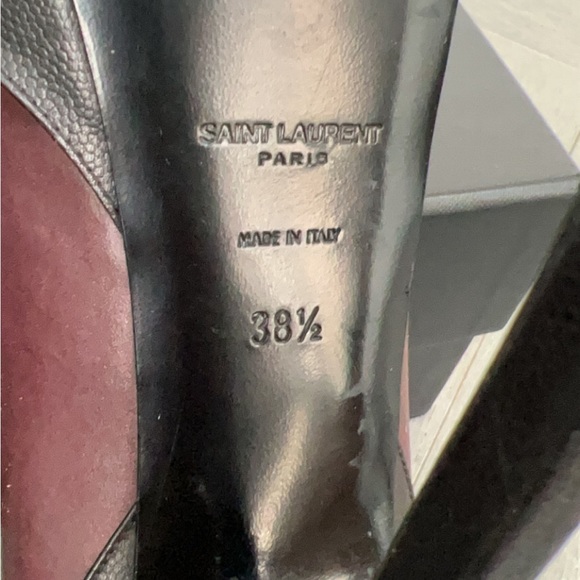 SAINT LAURENT
PARIS
MADE IN ITALY
38½